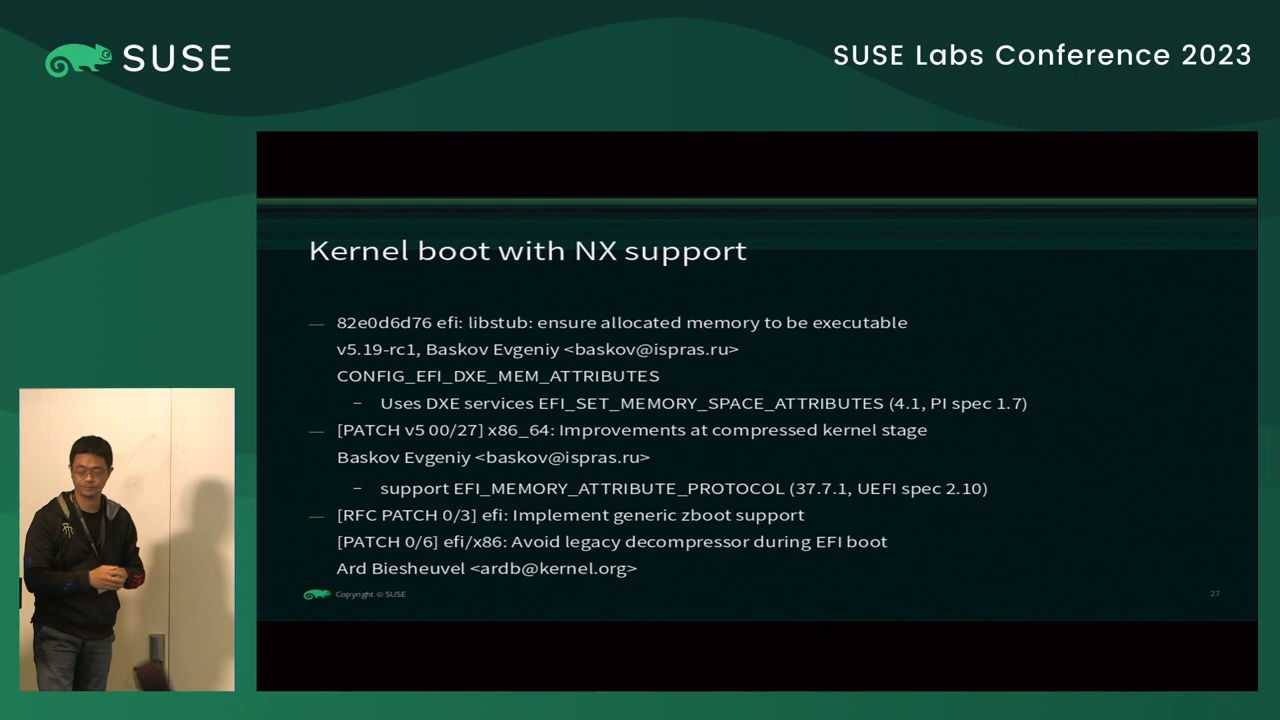 SUSE
SUSE Labs Conference 2023
Kernel boot with NX support
— 82e0d6d76 efi: libstub: ensure allocated memory to be executable
v5.19-rc1, Baskov Evgeniy <baskov@ispras.ru>
CONFIG_EFI_DXE_MEM_ATTRIBUTES
– Uses DXE services EFI_SET_MEMORY_SPACE_ATTRIBUTES (4.1, PI spec 1.7)
— [PATCH v5 00/27] x86_64: Improvements at compressed kernel stage
Baskov Evgeniy <baskov@ispras.ru>
– support EFI_MEMORY_ATTRIBUTE_PROTOCOL (37.7.1, UEFI spec 2.10)
— [RFC PATCH 0/3] efi: Implement generic zboot support
[PATCH 0/6] efi/x86: Avoid legacy decompressor during EFI boot
Ard Biesheuvel <ardb@kernel.org>
Copyright © SUSE
27